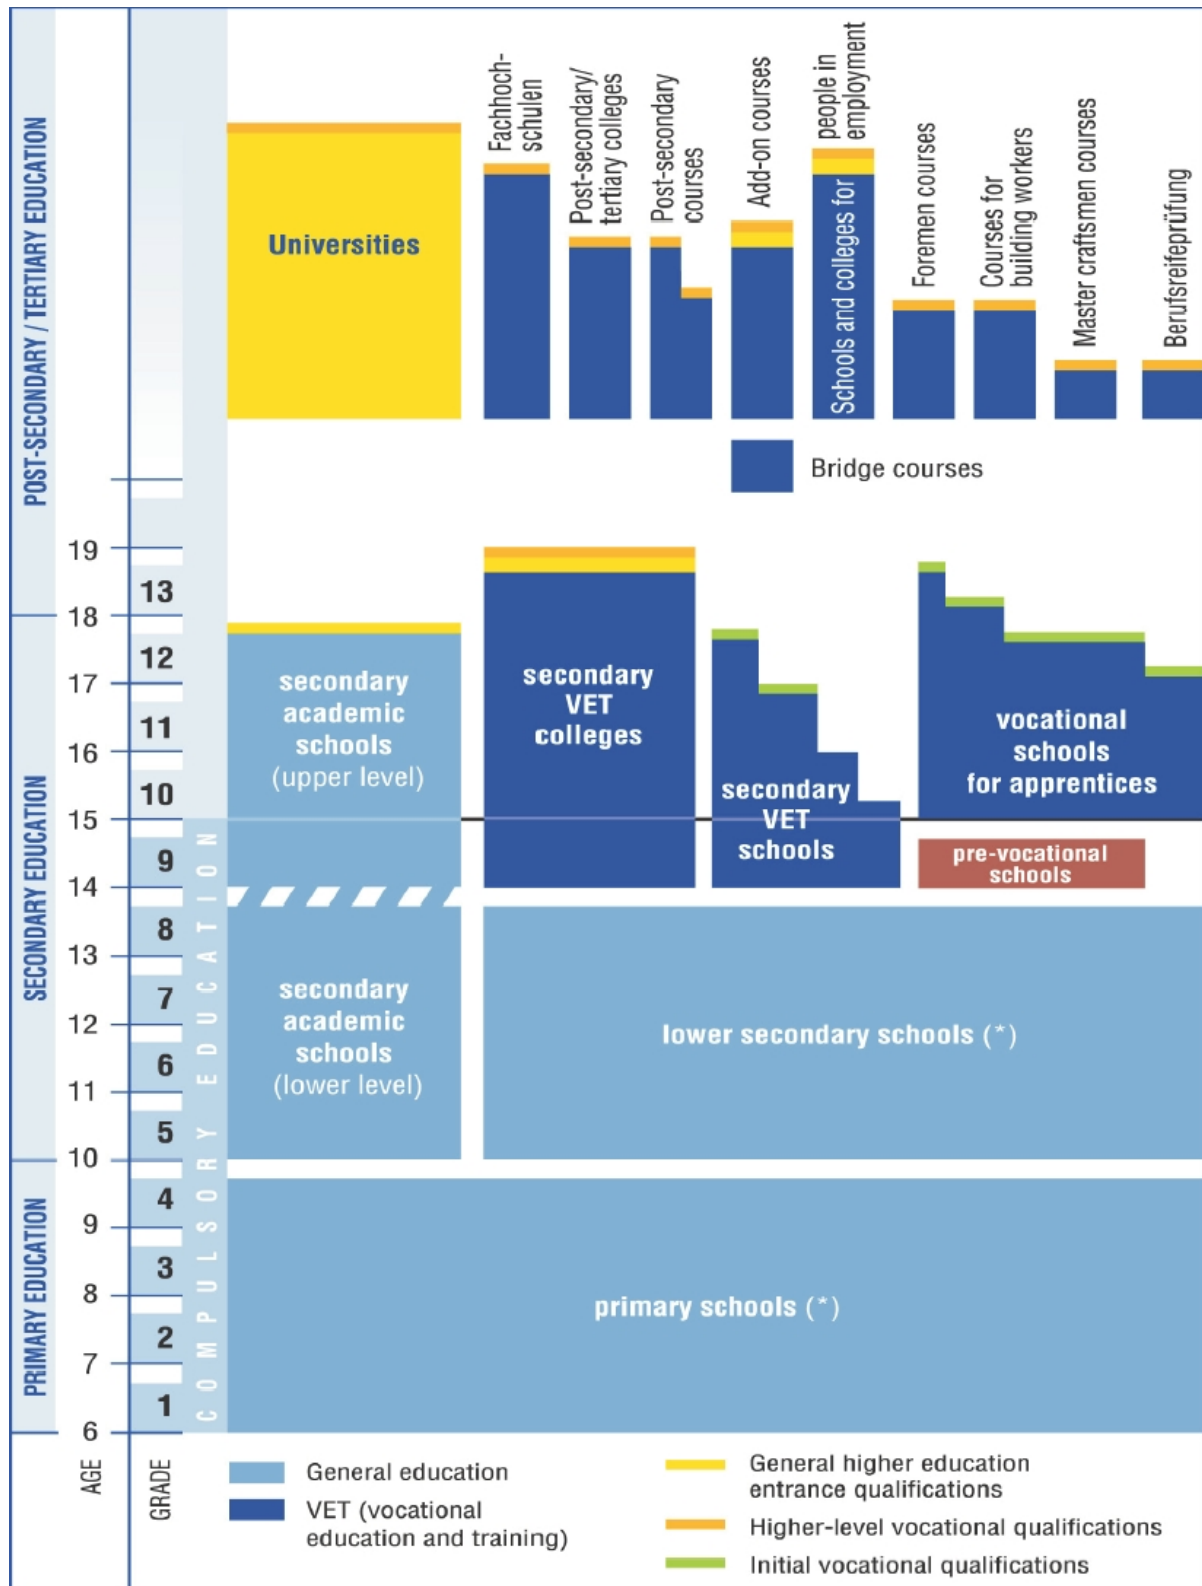 POST-SECONDARY / TERTIARY EDUCATION
SECONDARY EDUCATION
PRIMARY EDUCATION
Fachhoch-
schulen
Post-secondary/
tertiary colleges
Post-secondary
courses
Add-on courses
Schools and colleges for
people in
employment
Foremen courses
Courses for
building workers
Master craftsmen courses
Berufsreifeprüfung
Universities
Bridge courses
19
13
18
12
17
11
16
10
15
9
14
8
13
7
12
6
11
5
10
4
9
3
8
2
7
1
6
AGE
GRADE
COMPULSORY EDUCATION
secondary
academic
schools
(upper level)
secondary
VET
colleges
secondary
VET
schools
vocational
schools
for apprentices
pre-vocational
schools
secondary
academic
schools
(lower level)
lower secondary schools (*)
primary schools (*)
General education
VET (vocational
education and training)
General higher education
entrance qualifications
Higher-level vocational qualifications
Initial vocational qualifications